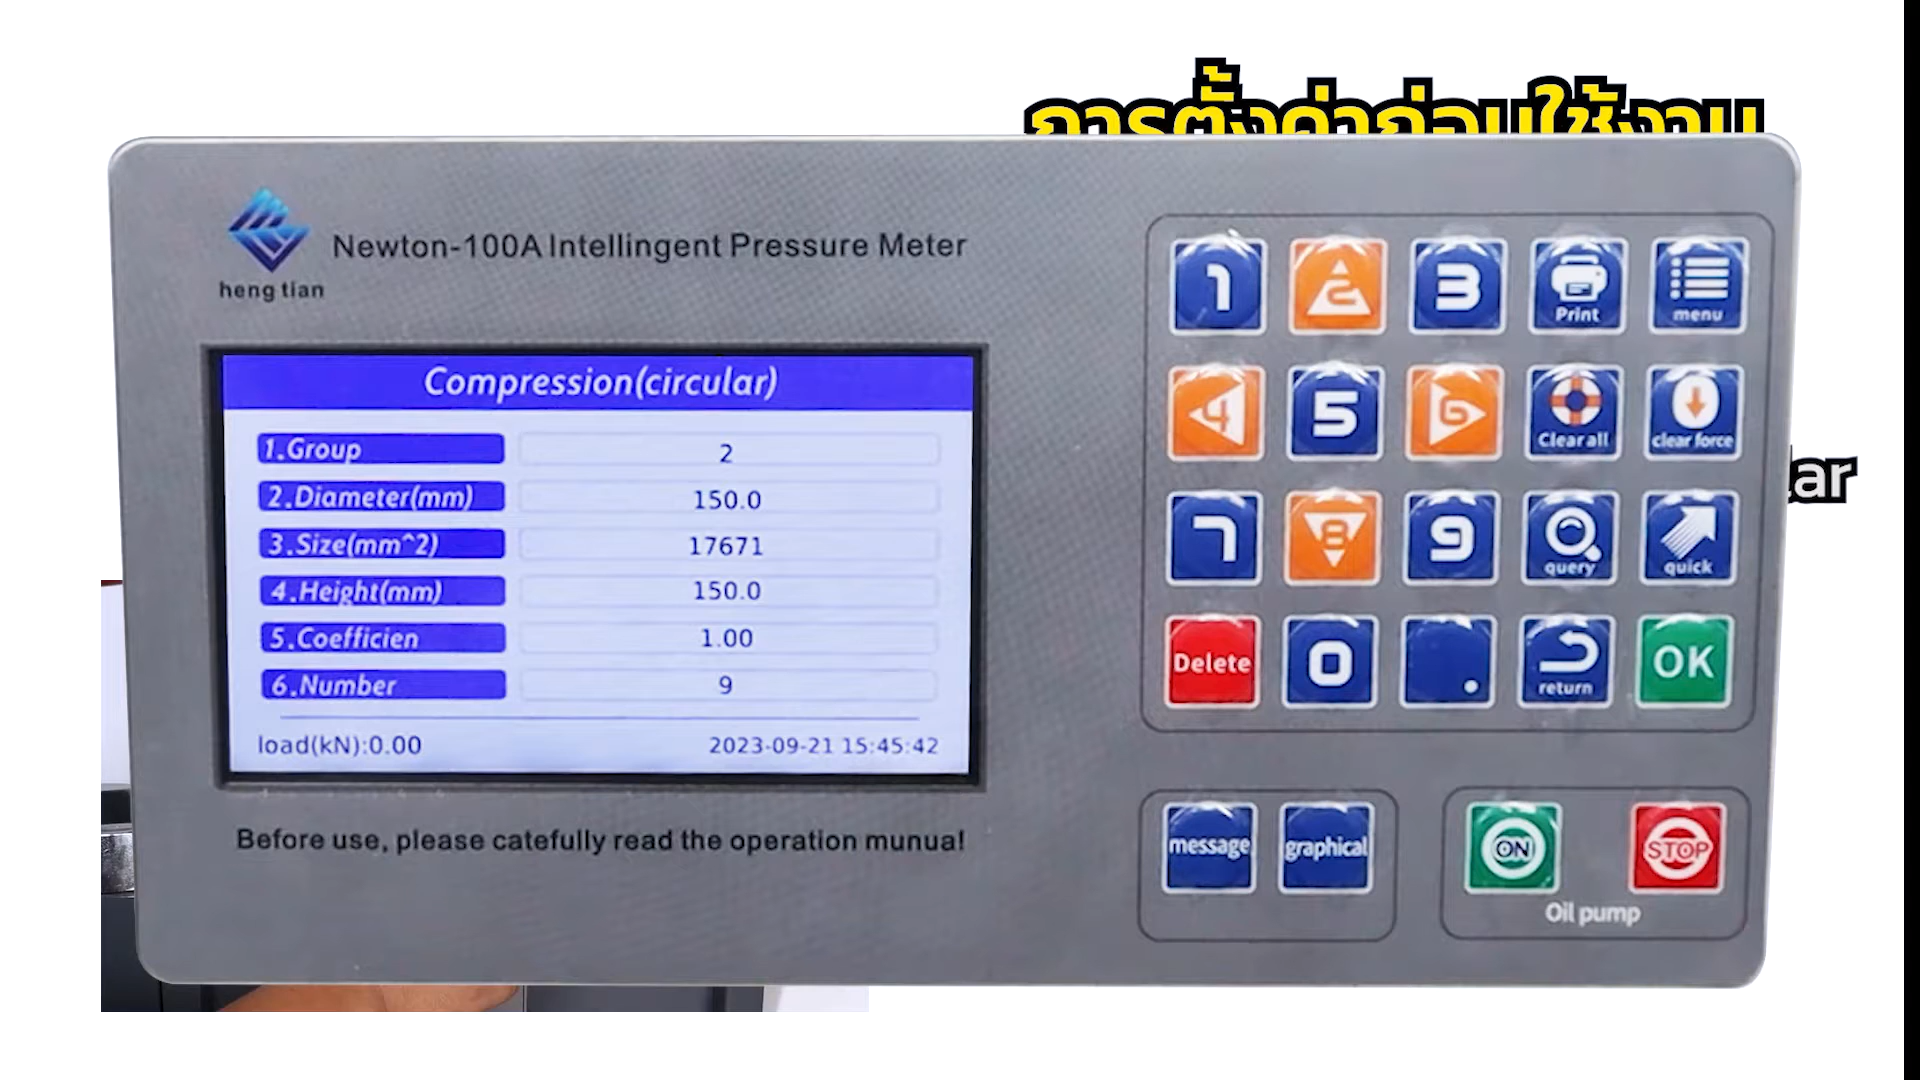 การตั้งค่าก่อนใช้งาน
heng tian
Newton-100A Intellingent Pressure Meter
Compression(circular)
1.Group 2
2.Diameter(mm) 150.0
3.Size(mm^2) 17671
4.Height(mm) 150.0
5.Coefficien 1.00
6.Number 9
load(kN):0.00 2023-09-21 15:45:42
Before use, please catefully read the operation munual!
1 2 3 Print menu
4 5 6 Clear all clear force
7 8 9 query quick
Delete 0 . return OK
message graphical ON STOP
Oil pump
lar